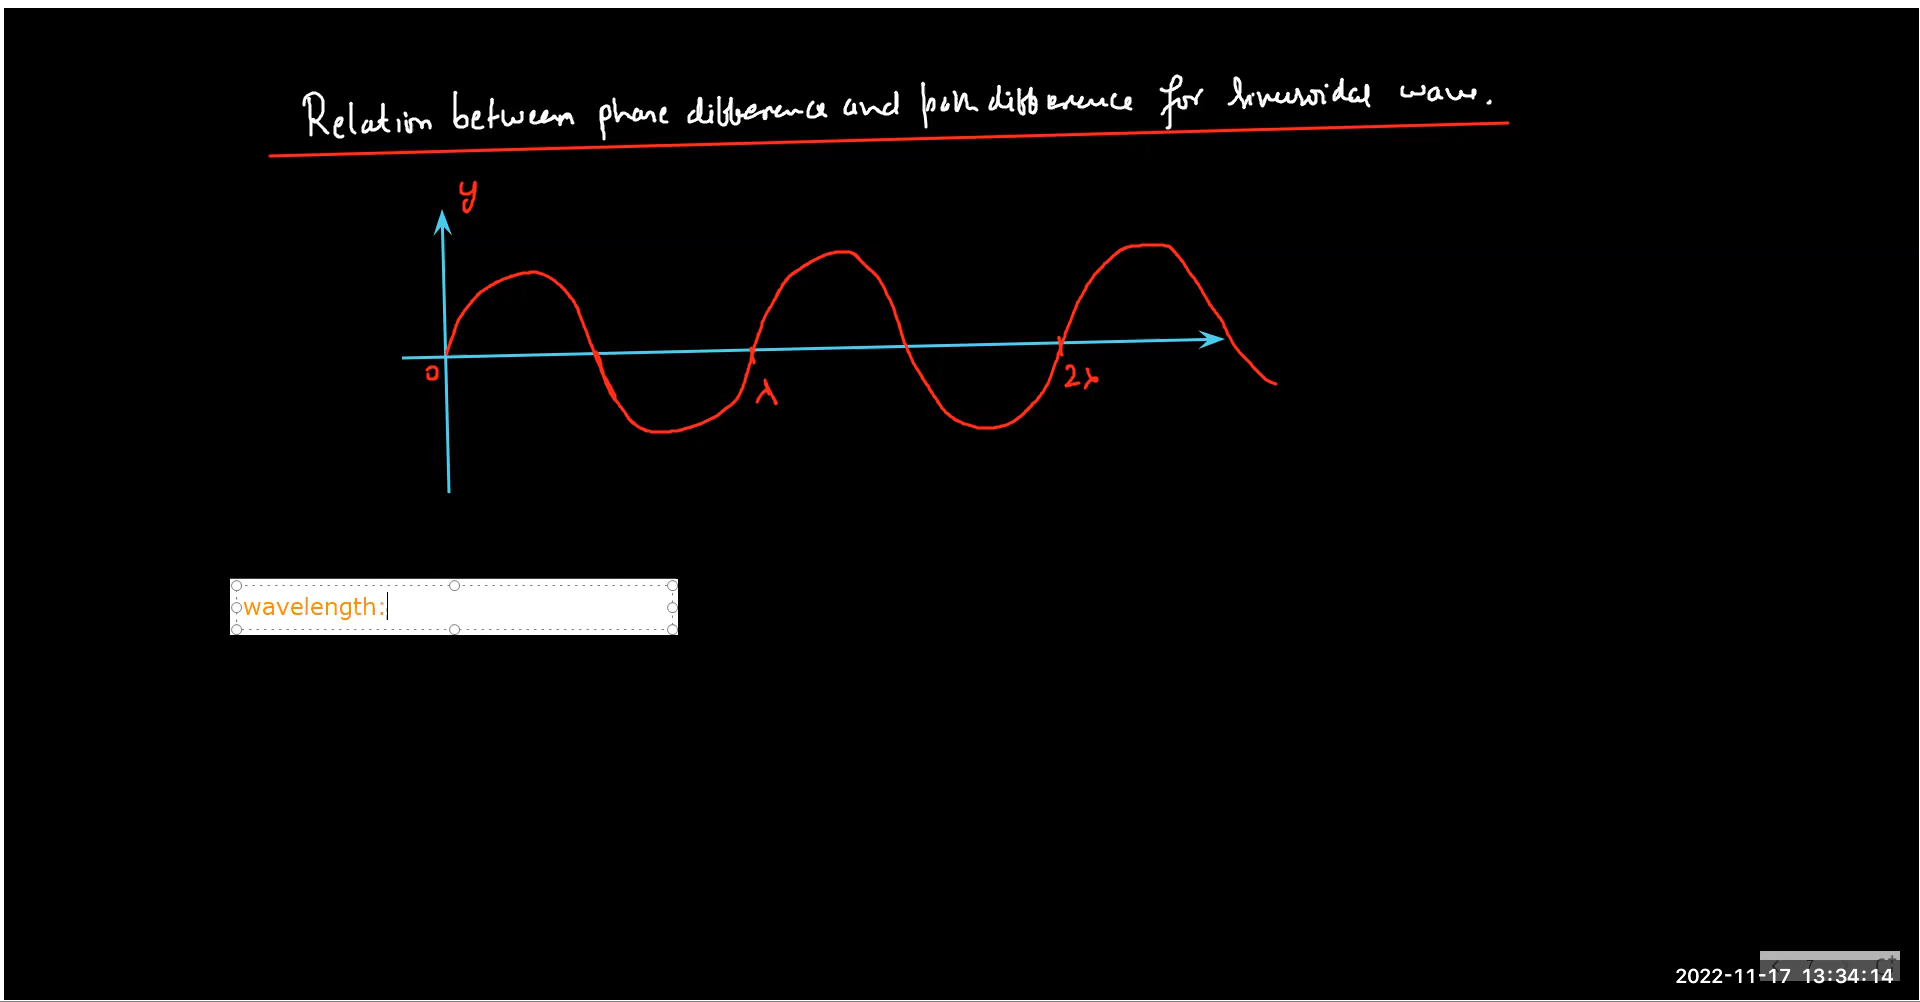 Relation between phase difference and path difference for sinusoidal wave.
y
0
λ
2λ
wavelength:
2022-11-17 13:34:14